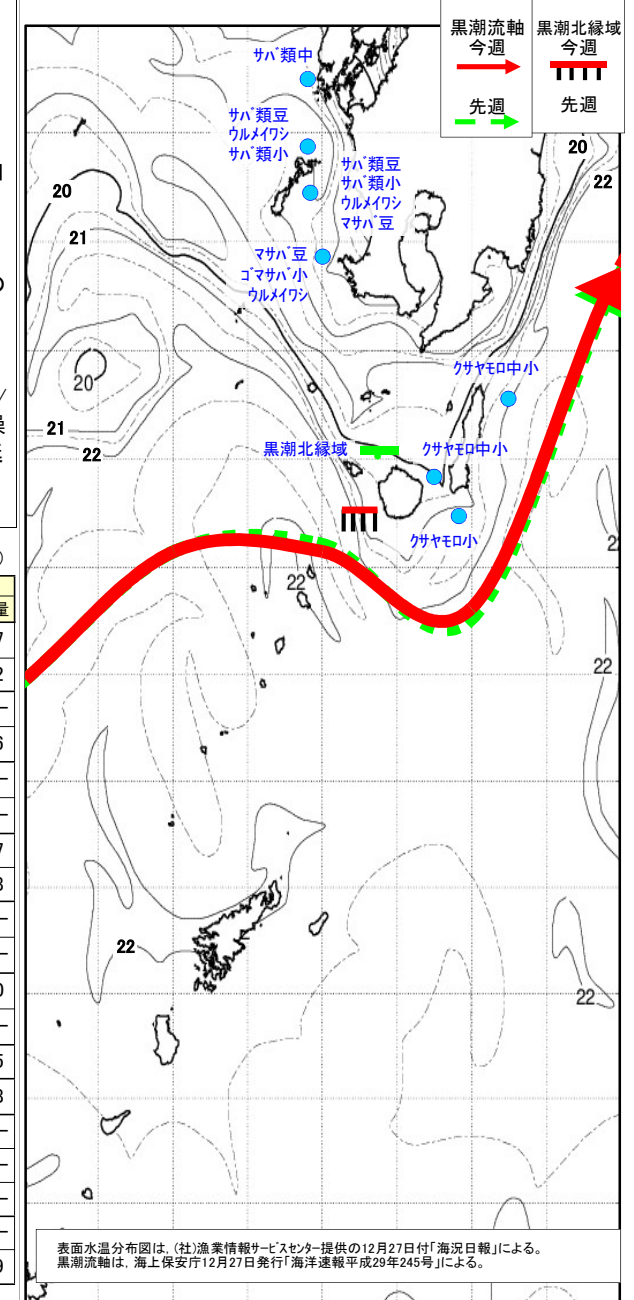 黒潮流軸
今週
先週
黒潮北縁域
今週
先週
サバ類中
サバ類豆
ウルメイワシ
サバ類小
サバ類豆
サバ類小
ウルメイワシ
マサバ豆
マサバ豆
ゴマサバ小
ウルメイワシ
20
22
20
21
20
21
22
クサヤモロ中小
黒潮北縁域
クサヤモロ中小
クサヤモロ小
22
22
22
22
表面水温分布図は，(社)漁業情報サービスセンター提供の12月27日付「海況日報」による。
黒潮流軸は，海上保安庁12月27日発行「海洋速報平成29年245号」による。
の
量